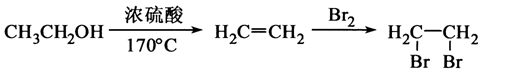 CH₃CH₂OH 浓硫酸 170°C H₂C=CH₂ Br₂ H₂C–CH₂
Br Br